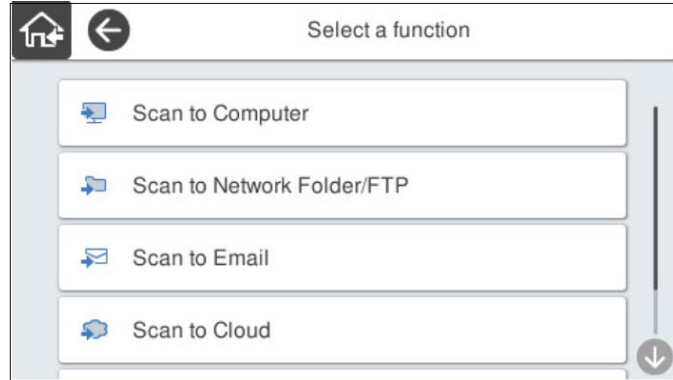 Select a function
Scan to Computer
Scan to Network Folder/FTP
Scan to Email
Scan to Cloud